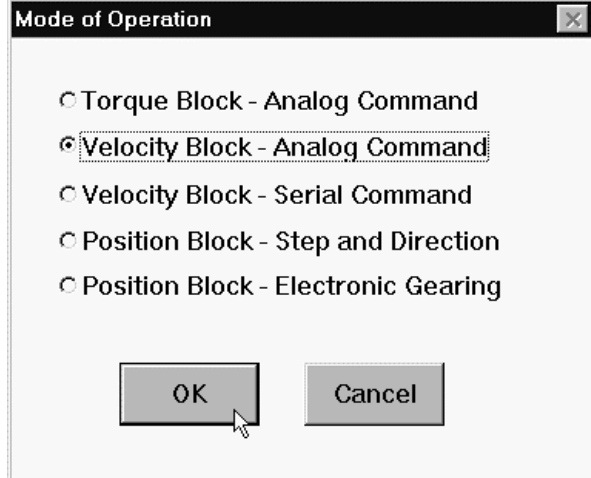 Mode of Operation
Torque Block - Analog Command
Velocity Block - Analog Command
Velocity Block - Serial Command
Position Block - Step and Direction
Position Block - Electronic Gearing
OK Cancel